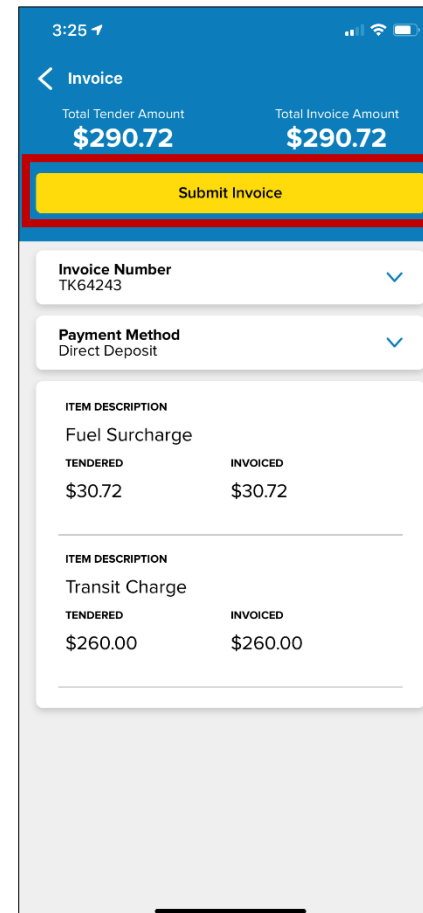 3:25
Invoice
Total Tender Amount Total Invoice Amount
$290.72 $290.72
Submit Invoice
Invoice Number
TK64243
Payment Method
Direct Deposit
ITEM DESCRIPTION
Fuel Surcharge
TENDERED INVOICED
$30.72 $30.72
ITEM DESCRIPTION
Transit Charge
TENDERED INVOICED
$260.00 $260.00